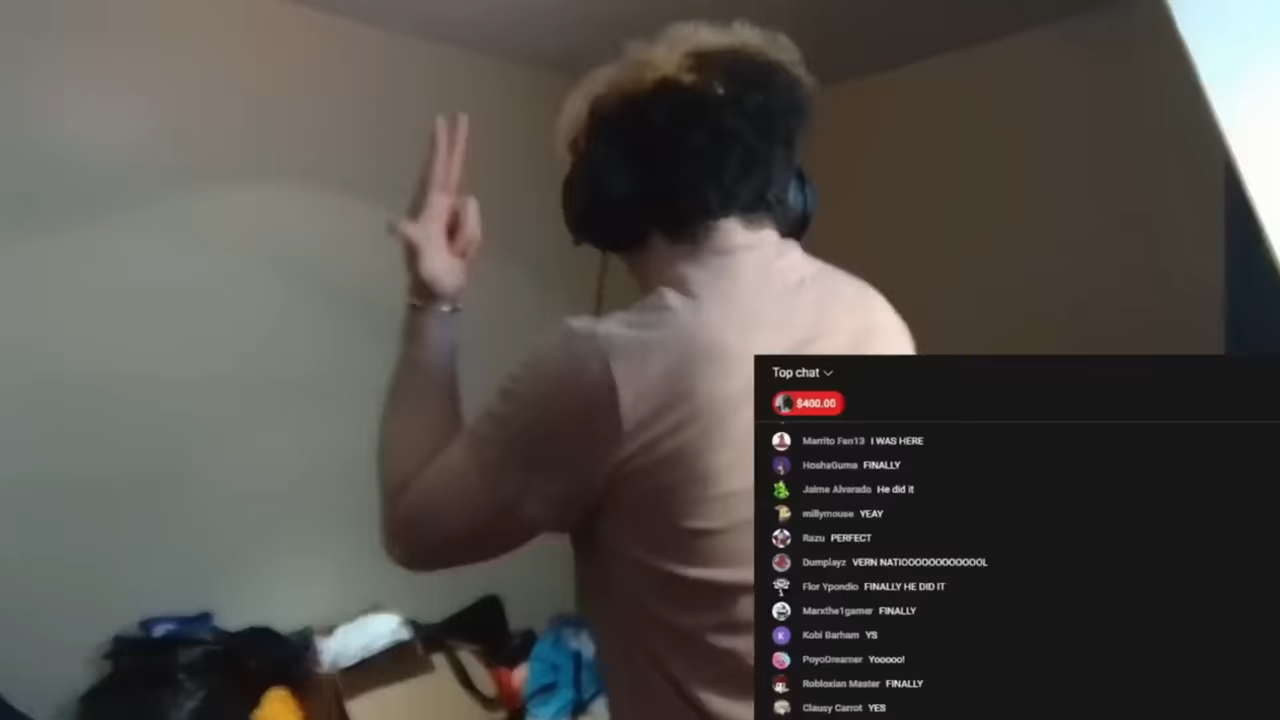 Top chat
$400.00
Marrito Fan13 I WAS HERE
HoshaGuma FINALLY
Jaime Alvarado He did it
millymouse YEAY
Razu PERFECT
Dumplayz VERN NATIOOOOOOOOOOOOL
Flor Ypondio FINALLY HE DID IT
Marxthe1gamer FINALLY
K Kobi Barham YS
PoyoDreamer Yooooo!
Robloxian Master FINALLY
Clausy Carrot YES